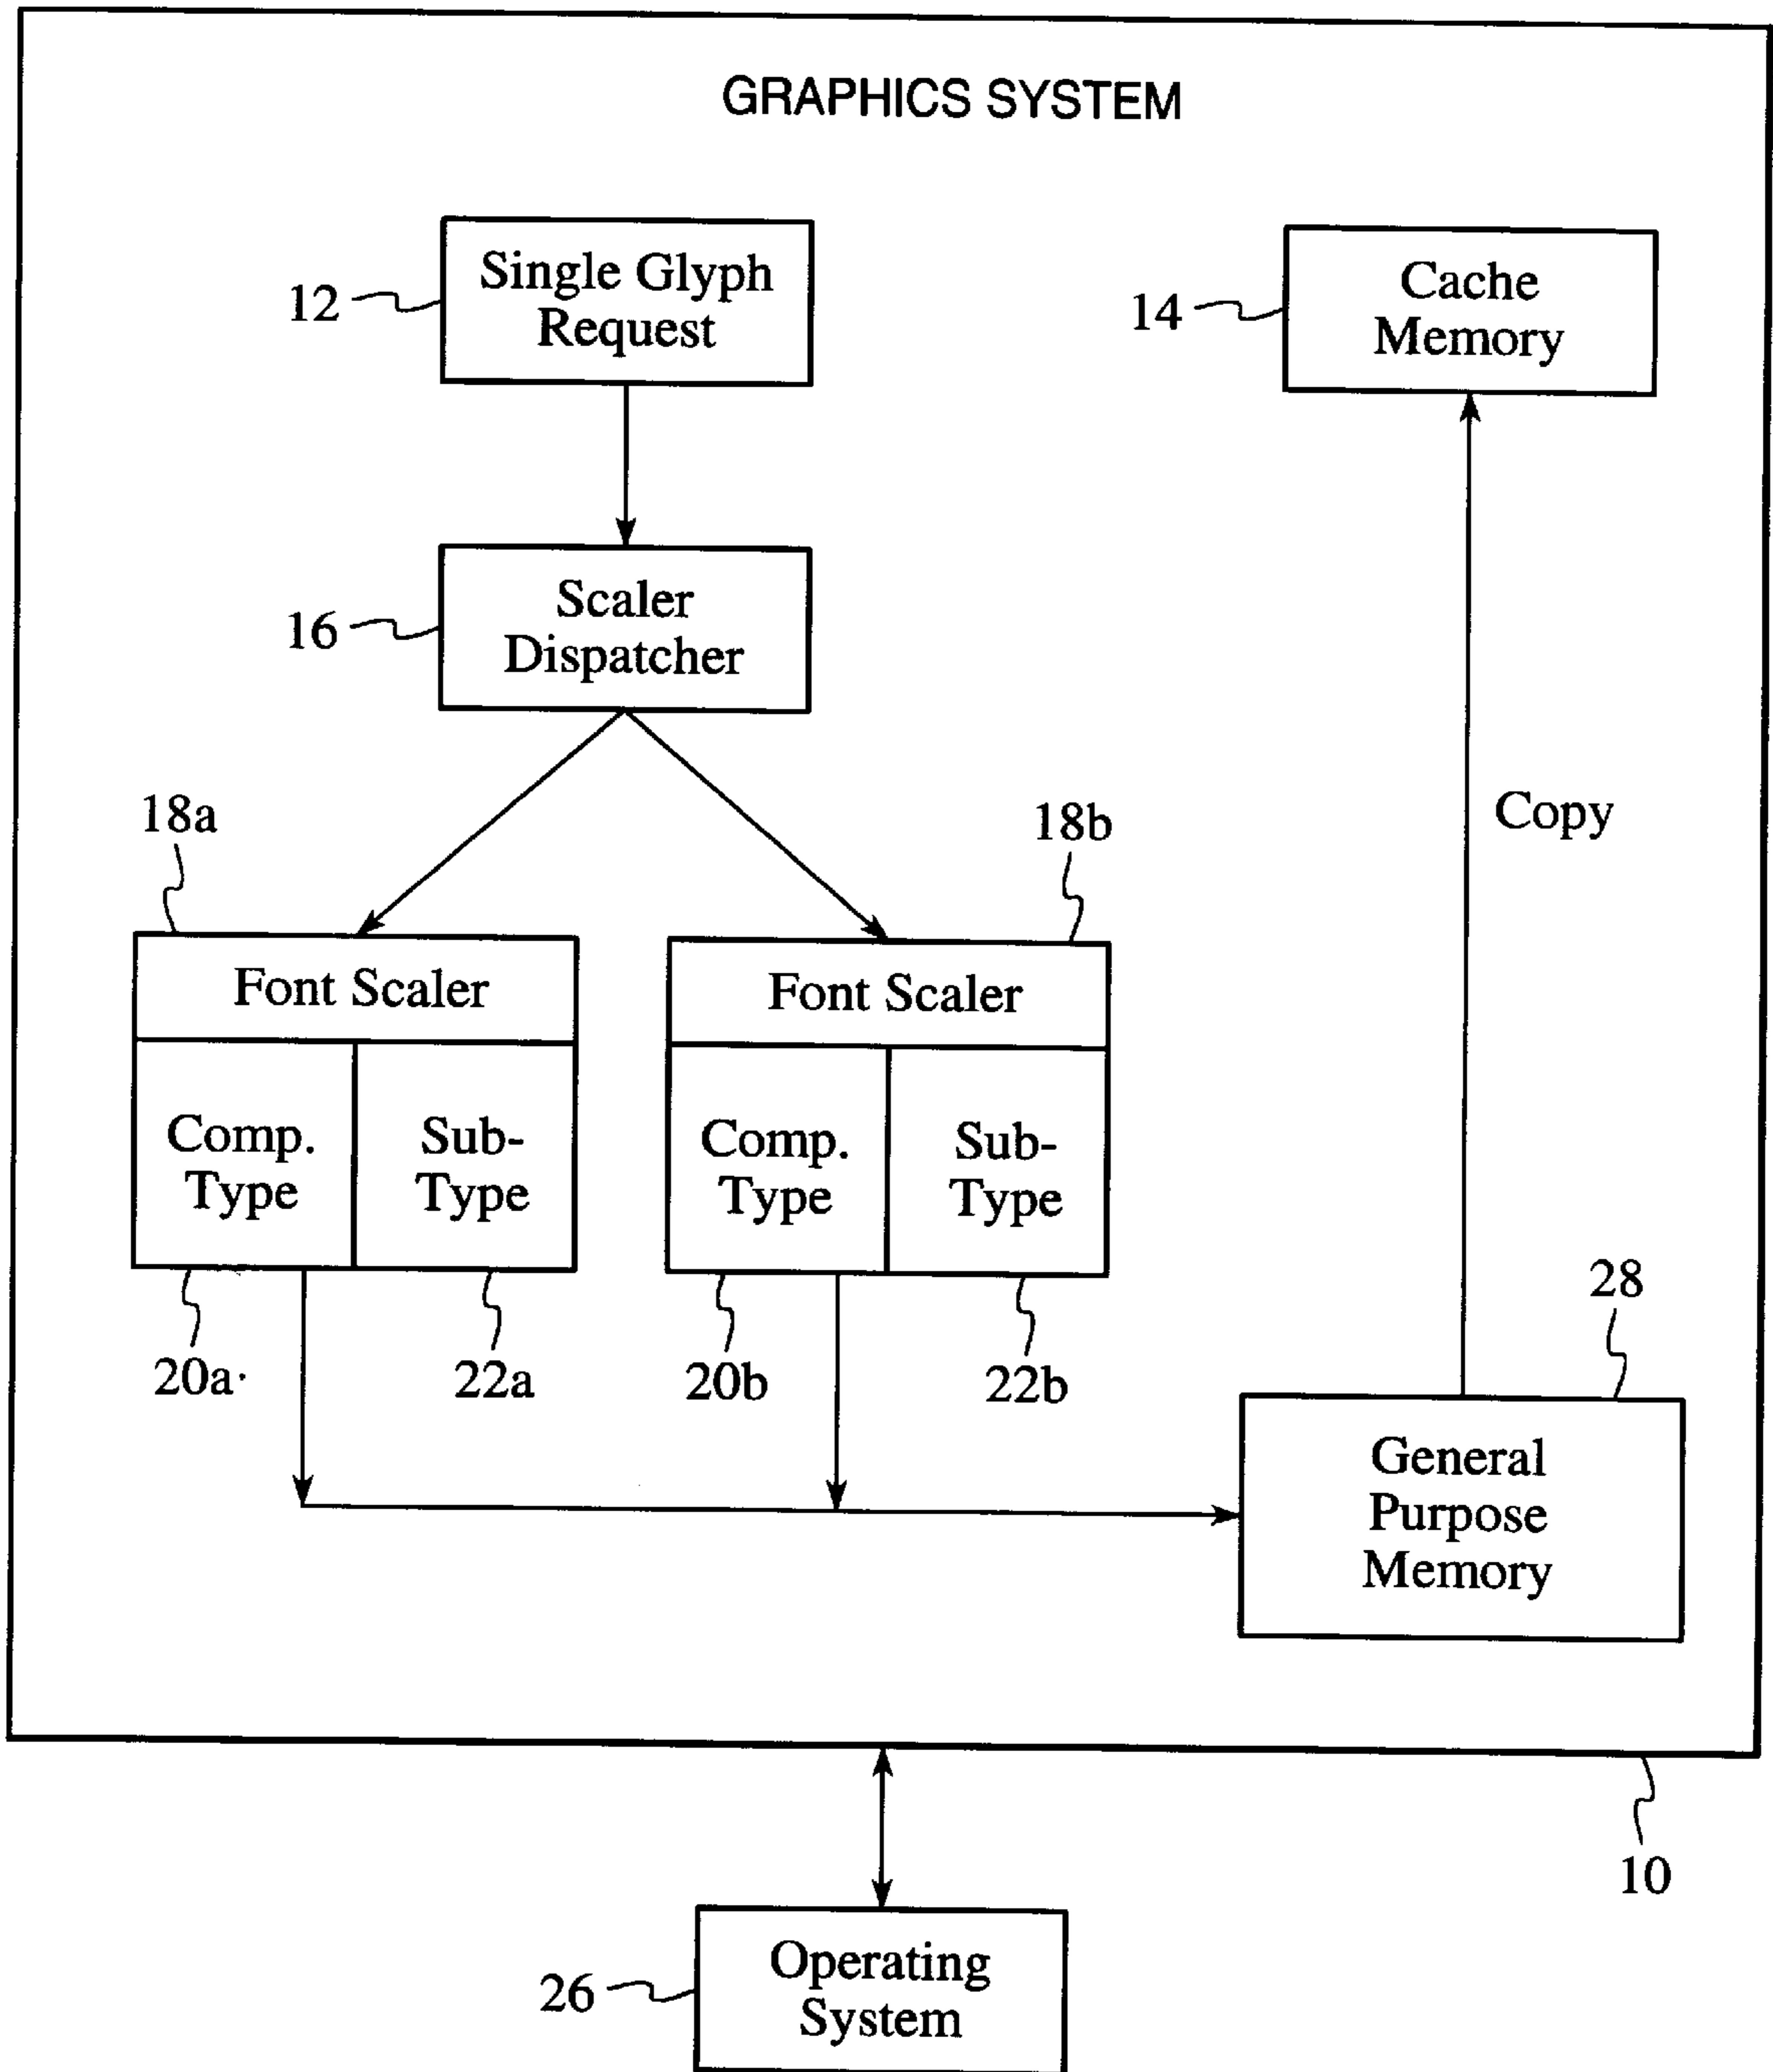 GRAPHICS SYSTEM
12
Single Glyph
Request
14
Cache
Memory
16
Scaler
Dispatcher
Copy
18a
18b
Font Scaler
Font Scaler
Comp.
Type
Sub-
Type
Comp.
Type
Sub-
Type
20a
22a
20b
22b
28
General
Purpose
Memory
10
26
Operating
System